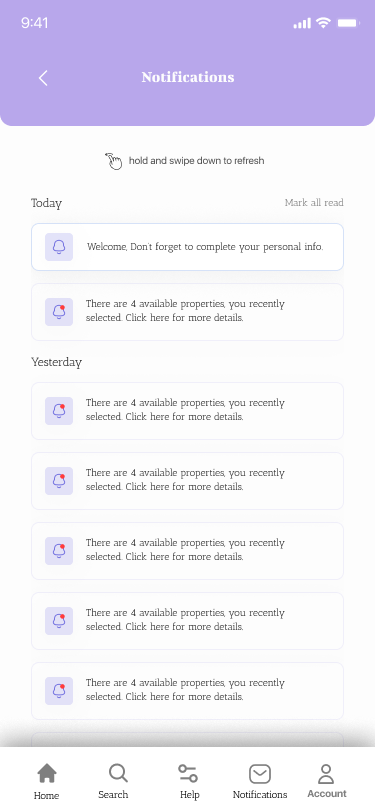 9:41
Notifications
hold and swipe down to refresh
Today
Mark all read
Welcome, Don't forget to complete your personal info.
There are 4 available properties, you recently
selected. Click here for more details.
Yesterday
There are 4 available properties, you recently
selected. Click here for more details.
There are 4 available properties, you recently
selected. Click here for more details.
There are 4 available properties, you recently
selected. Click here for more details.
There are 4 available properties, you recently
selected. Click here for more details.
There are 4 available properties, you recently
selected. Click here for more details.
Home
Search
Help
Notifications
Account